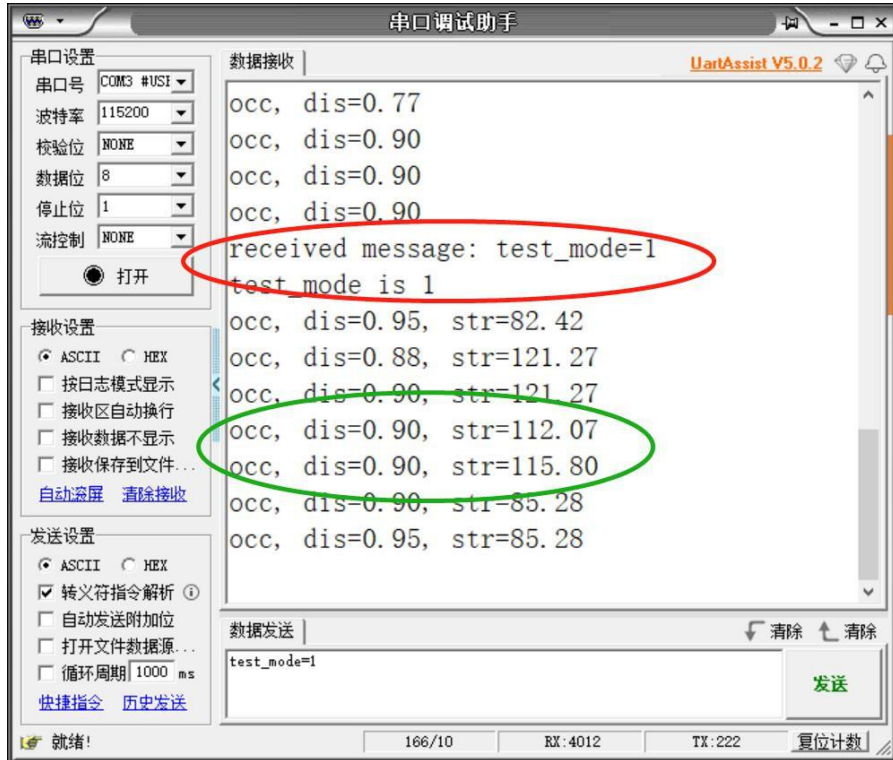 串口调试助手
串口设置
串口号 COM3 #USI
波特率 115200
校验位 NONE
数据位 8
停止位 1
流控制 NONE
打开
接收设置
ASCII HEX
按日志模式显示
接收区自动换行
接收数据不显示
接收保存到文件...
自动滚屏 清除接收
发送设置
ASCII HEX
转义符指令解析
自动发送附加位
打开文件数据源...
循环周期 1000 ms
快捷指令 历史发送
数据接收 UartAssist V5.0.2
occ, dis=0.77
occ, dis=0.90
occ, dis=0.90
occ, dis=0.90
received message: test_mode=1
test_mode is 1
occ, dis=0.95, str=82.42
occ, dis=0.88, str=121.27
occ, dis=0.90, str=121.27
occ, dis=0.90, str=112.07
occ, dis=0.90, str=115.80
occ, dis=0.90, str=85.28
occ, dis=0.95, str=85.28
数据发送 清除 清除
test_mode=1
发送
就绪! 166/10 RX:4012 TX:222 复位计数